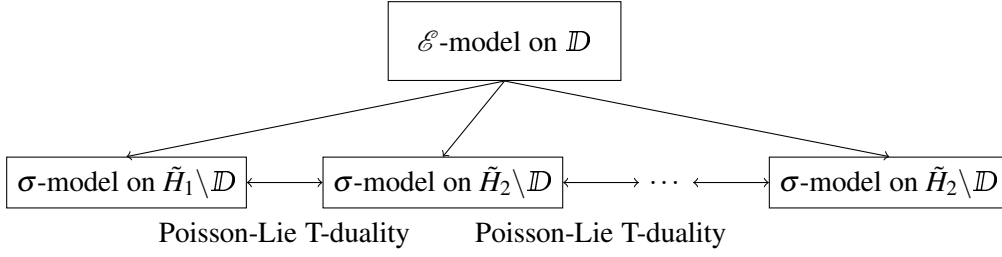 ℰ-model on 𝔻
σ-model on H̃₁\𝔻
σ-model on H̃₂\𝔻
⋯
σ-model on H̃₂\𝔻
Poisson-Lie T-duality
Poisson-Lie T-duality